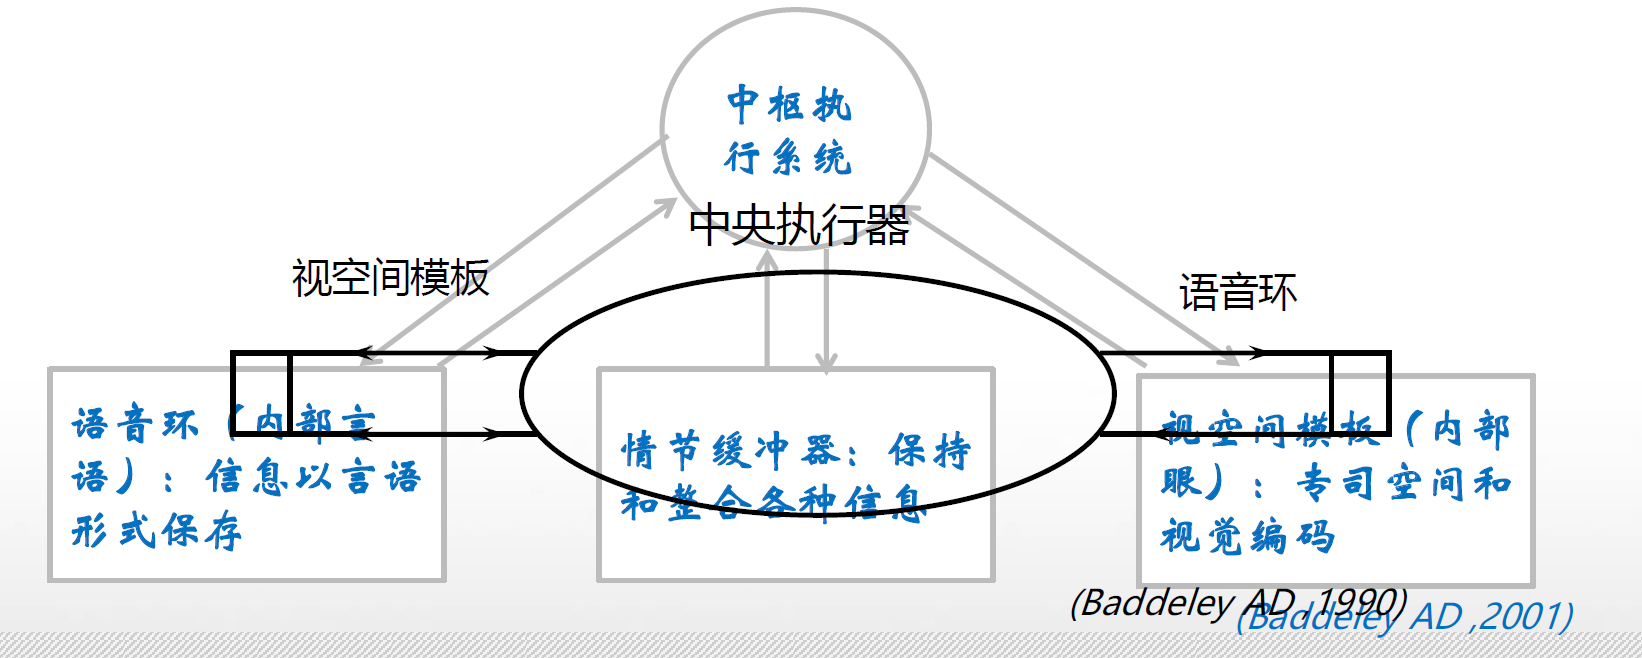 中枢执
行系统
中央执行器
视空间模板
语音环
语音环（内部言
语）：信息以言语
形式保存
情节缓冲器：保持
和整合各种信息
视空间模板（内部
眼）：专司空间和
视觉编码
(Baddeley AD ,1990)
(Baddeley AD ,2001)